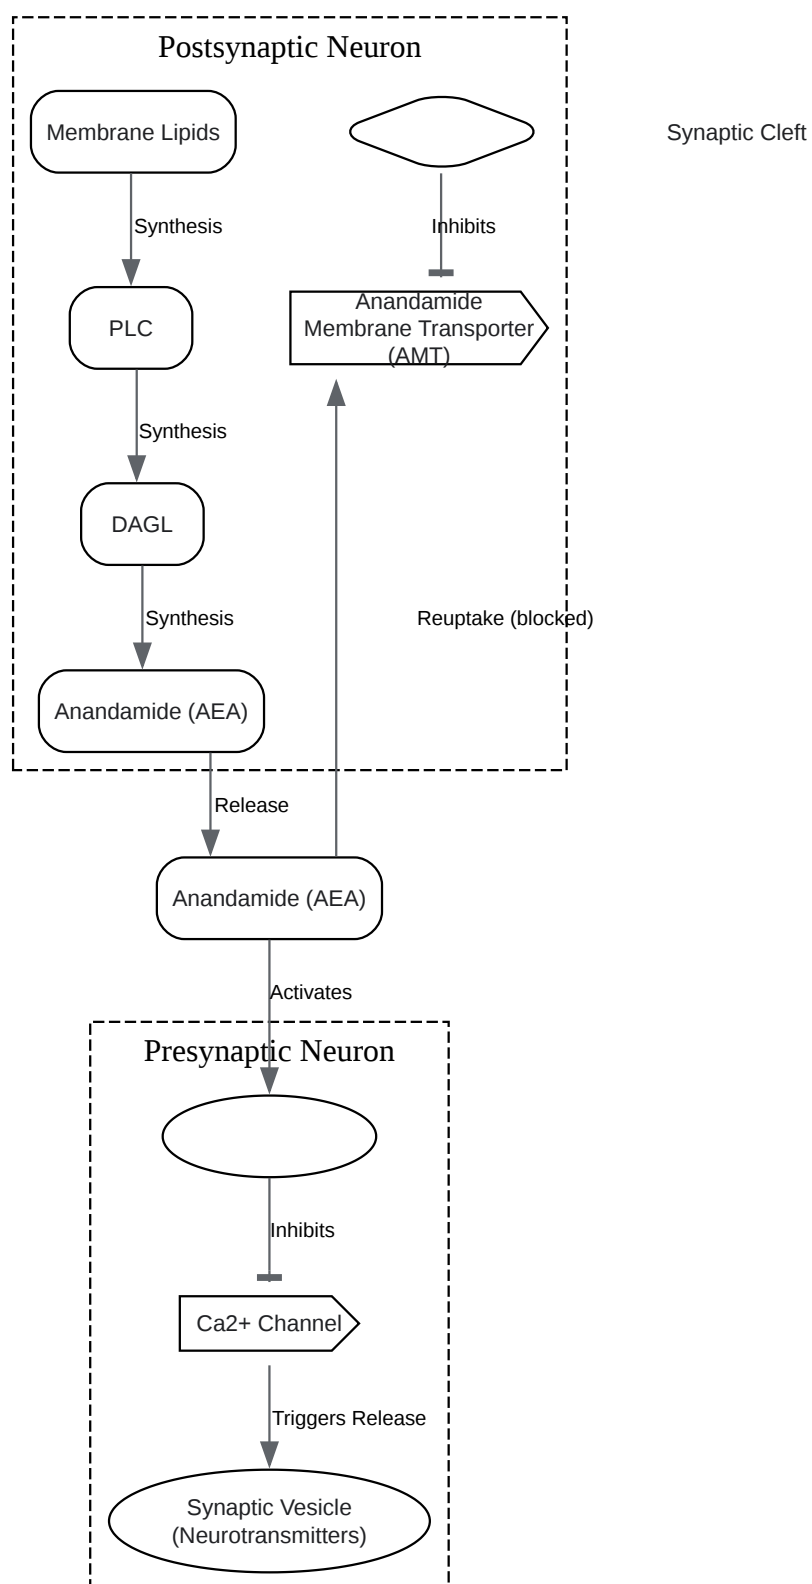 Postsynaptic Neuron
Membrane Lipids
Synaptic Cleft
Synthesis
Inhibits
PLC
Anandamide
Membrane Transporter
(AMT)
Synthesis
DAGL
Synthesis
Reuptake (blocked)
Anandamide (AEA)
Release
Anandamide (AEA)
Activates
Presynaptic Neuron
Inhibits
Ca2+ Channel
Triggers Release
Synaptic Vesicle
(Neurotransmitters)